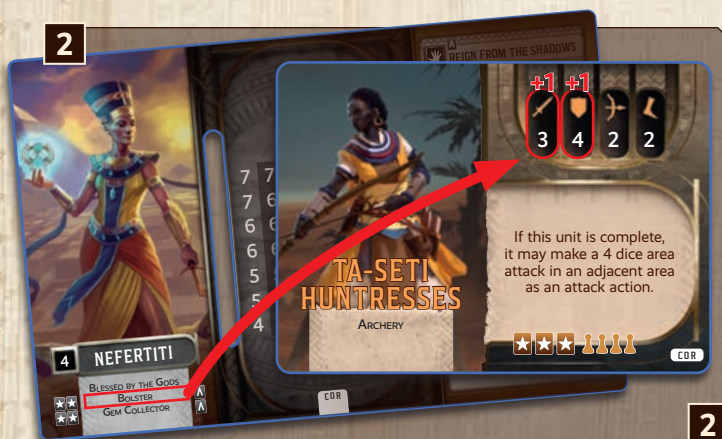 2
REIGN FROM THE SHADOWS
+1 +1
3 4 2 2
7 7
7 6
6 6
6 6
5
5
4
If this unit is complete,
it may make a 4 dice area
attack in an adjacent area
as an attack action.
TA-SETI
HUNTRESSES
ARCHERY
COR
4 NEFERTITI
BLESSED BY THE GODS
BOLSTER
GEM COLLECTOR
COR
2